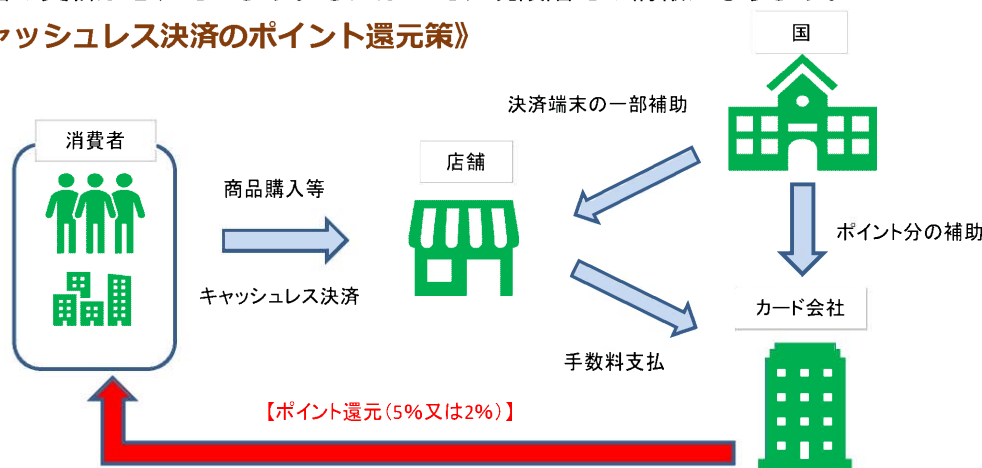 ャッシュレス決済のポイント還元策》
国
決済端末の一部補助
消費者
店舗
商品購入等
ポイント分の補助
キャッシュレス決済
カード会社
手数料支払
【ポイント還元(5%又は2%)】